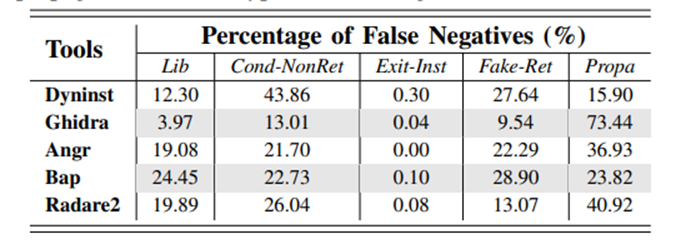 Tools Percentage of False Negatives (%)
Lib Cond-NonRet Exit-Inst Fake-Ret Propa
Dyninst 12.30 43.86 0.30 27.64 15.90
Ghidra 3.97 13.01 0.04 9.54 73.44
Angr 19.08 21.70 0.00 22.29 36.93
Bap 24.45 22.73 0.10 28.90 23.82
Radare2 19.89 26.04 0.08 13.07 40.92